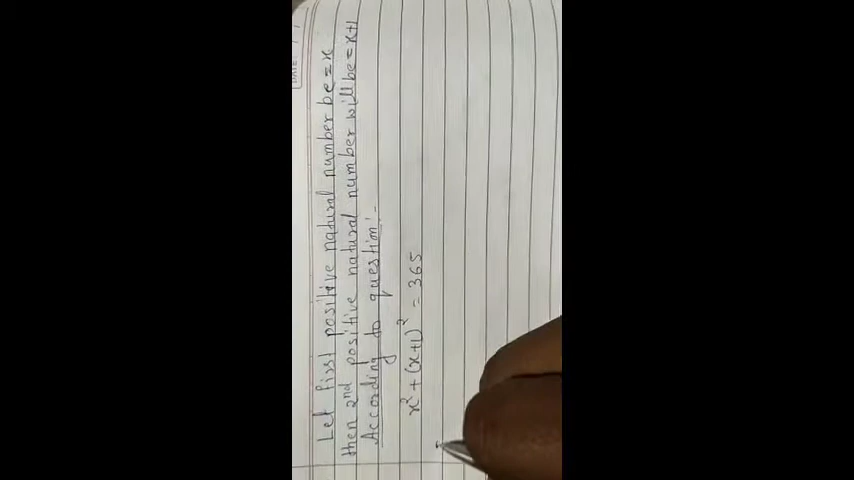 DATE: / /
Let first positive natural number be = x
then 2nd positive natural number will be = x+1
According to question:-
x² + (x+1)² = 365